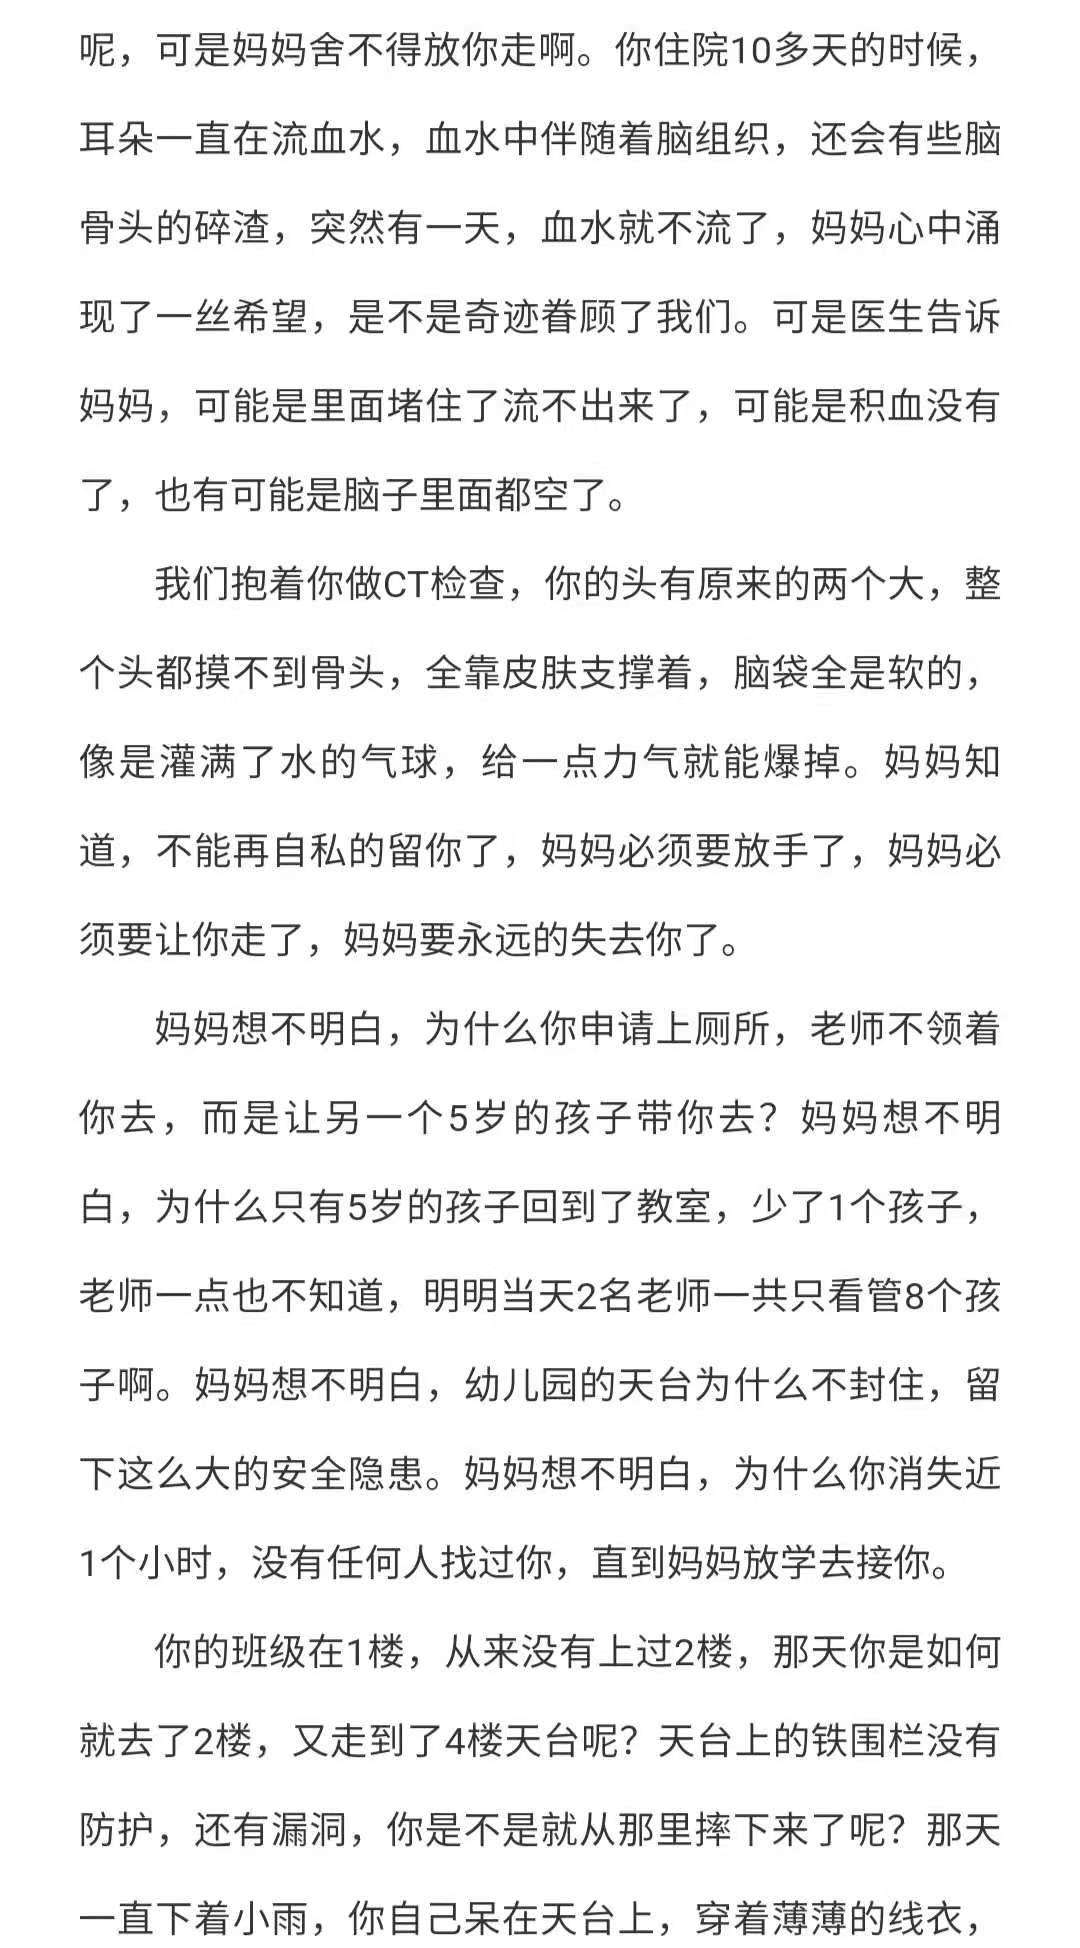 呢，可是妈妈舍不得放你走啊。你住院10多天的时候，
耳朵一直在流血水，血水中伴随着脑组织，还会有些脑
骨头的碎渣，突然有一天，血水就不流了，妈妈心中涌
现了一丝希望，是不是奇迹眷顾了我们。可是医生告诉
妈妈，可能是里面堵住了流不出来了，可能是积血没有
了，也有可能是脑子里面都空了。
我们抱着你做CT检查，你的头有原来的两个大，整
个头都摸不到骨头，全靠皮肤支撑着，脑袋全是软的，
像是灌满了水的气球，给一点力气就能爆掉。妈妈知
道，不能再自私的留你了，妈妈必须要放手了，妈妈必
须要让你走了，妈妈要永远的失去你了。
妈妈想不明白，为什么你申请上厕所，老师不领着
你去，而是让另一个5岁的孩子带你去？妈妈想不明
白，为什么只有5岁的孩子回到了教室，少了1个孩子，
老师一点也不知道，明明当天2名老师一共只看管8个孩
子啊。妈妈想不明白，幼儿园的天台为什么不封住，留
下这么大的安全隐患。妈妈想不明白，为什么你消失近
1个小时，没有任何人找过你，直到妈妈放学去接你。
你的班级在1楼，从来没有上过2楼，那天你是如何
就去了2楼，又走到了4楼天台呢？天台上的铁围栏没有
防护，还有漏洞，你是不是就从那里摔下来了呢？那天
一直下着小雨，你自己呆在天台上，穿着薄薄的线衣，